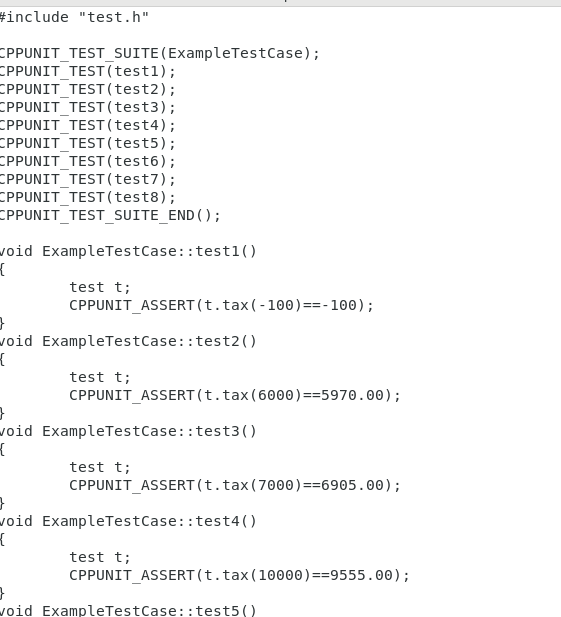 #include "test.h"
CPPUNIT_TEST_SUITE(ExampleTestCase);
CPPUNIT_TEST(test1);
CPPUNIT_TEST(test2);
CPPUNIT_TEST(test3);
CPPUNIT_TEST(test4);
CPPUNIT_TEST(test5);
CPPUNIT_TEST(test6);
CPPUNIT_TEST(test7);
CPPUNIT_TEST(test8);
CPPUNIT_TEST_SUITE_END();
void ExampleTestCase::test1()
{
test t;
CPPUNIT_ASSERT(t.tax(-100)==-100);
}
void ExampleTestCase::test2()
{
test t;
CPPUNIT_ASSERT(t.tax(6000)==5970.00);
}
void ExampleTestCase::test3()
{
test t;
CPPUNIT_ASSERT(t.tax(7000)==6905.00);
}
void ExampleTestCase::test4()
{
test t;
CPPUNIT_ASSERT(t.tax(10000)==9555.00);
}
void ExampleTestCase::test5()